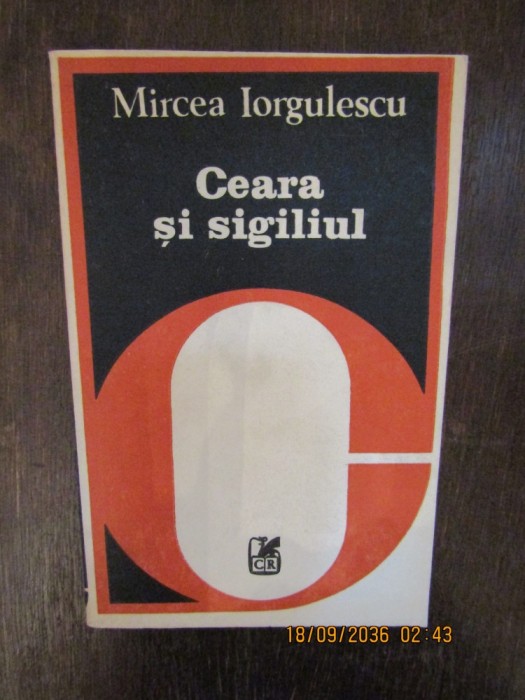 Mircea Iorgulescu
Ceara
și sigiliul
CR
18/09/2036 02:43